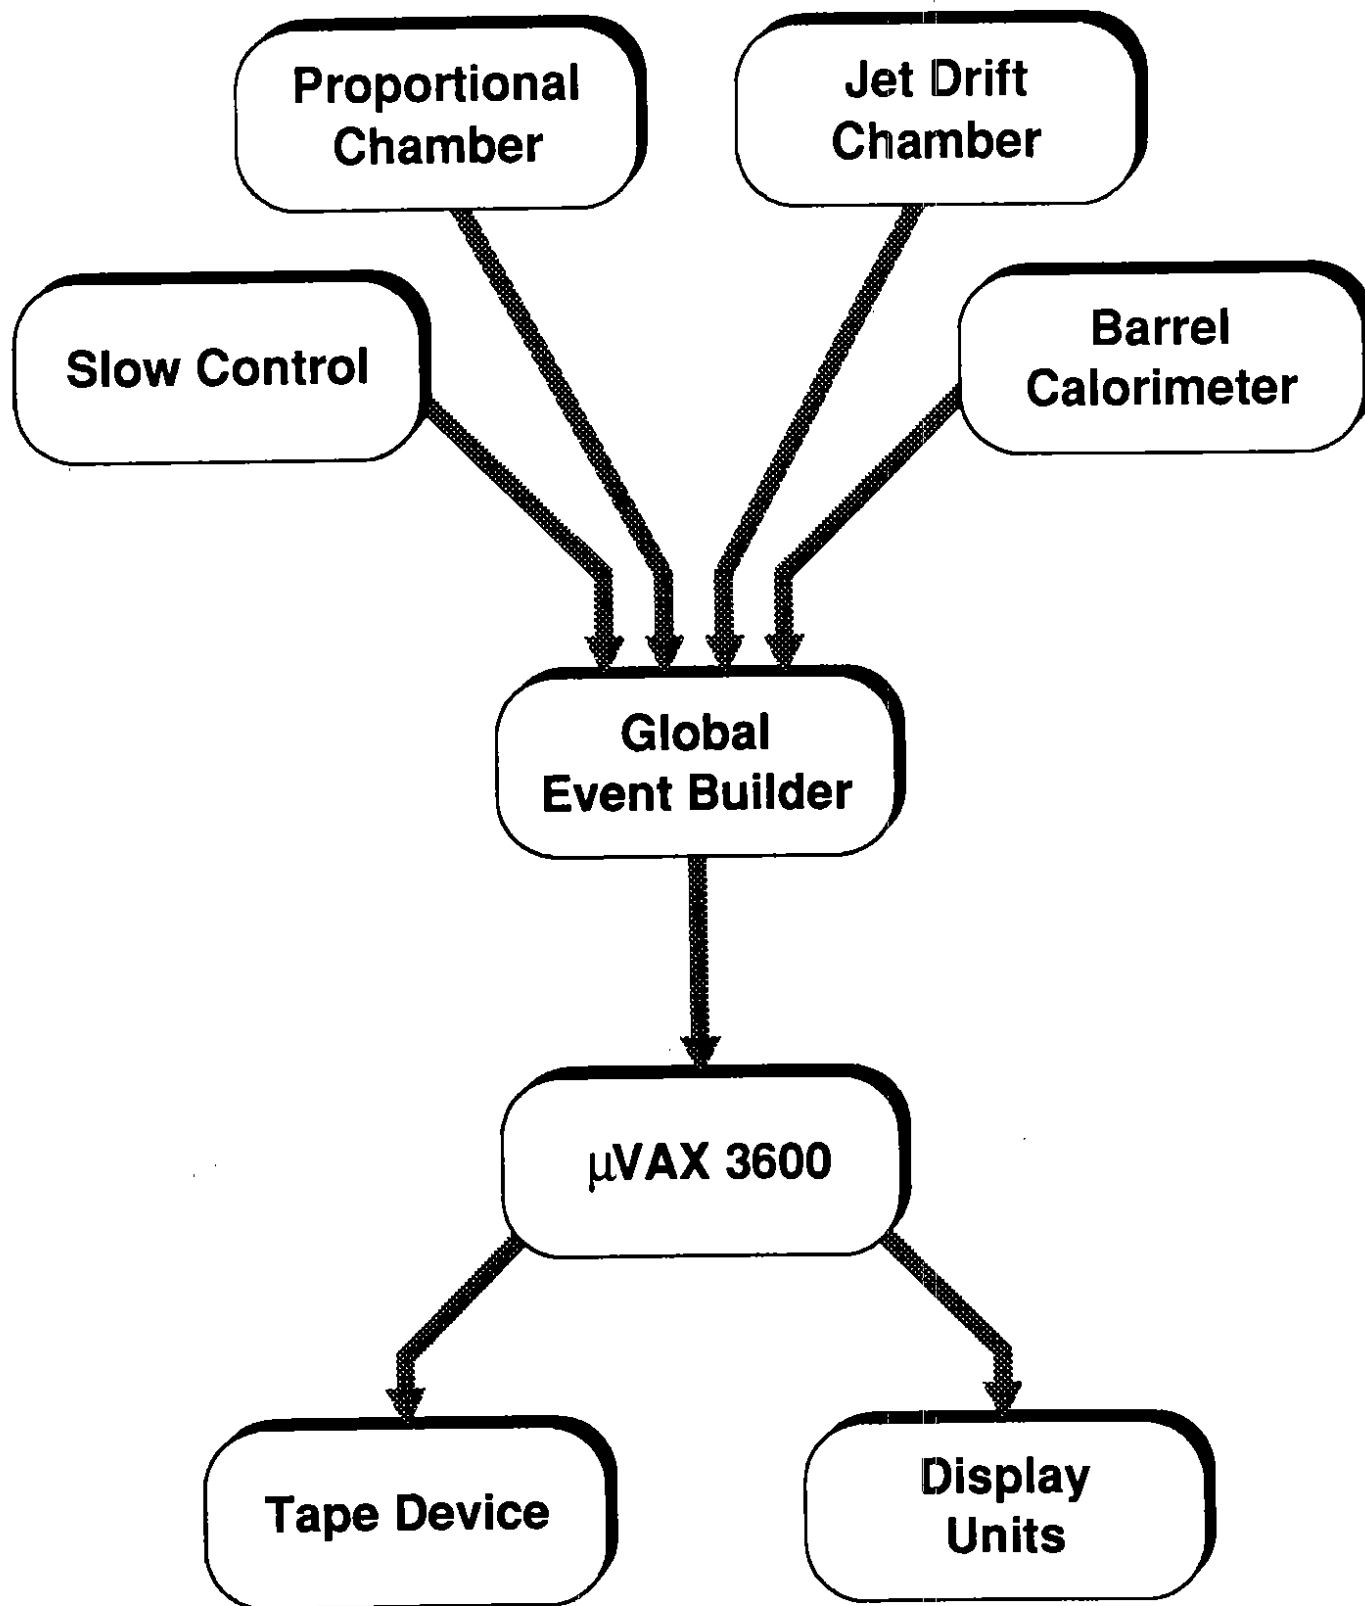 Proportional
Chamber
Jet Drift
Chamber
Slow Control
Barrel
Calorimeter
Global
Event Builder
μVAX 3600
Tape Device
Display
Units